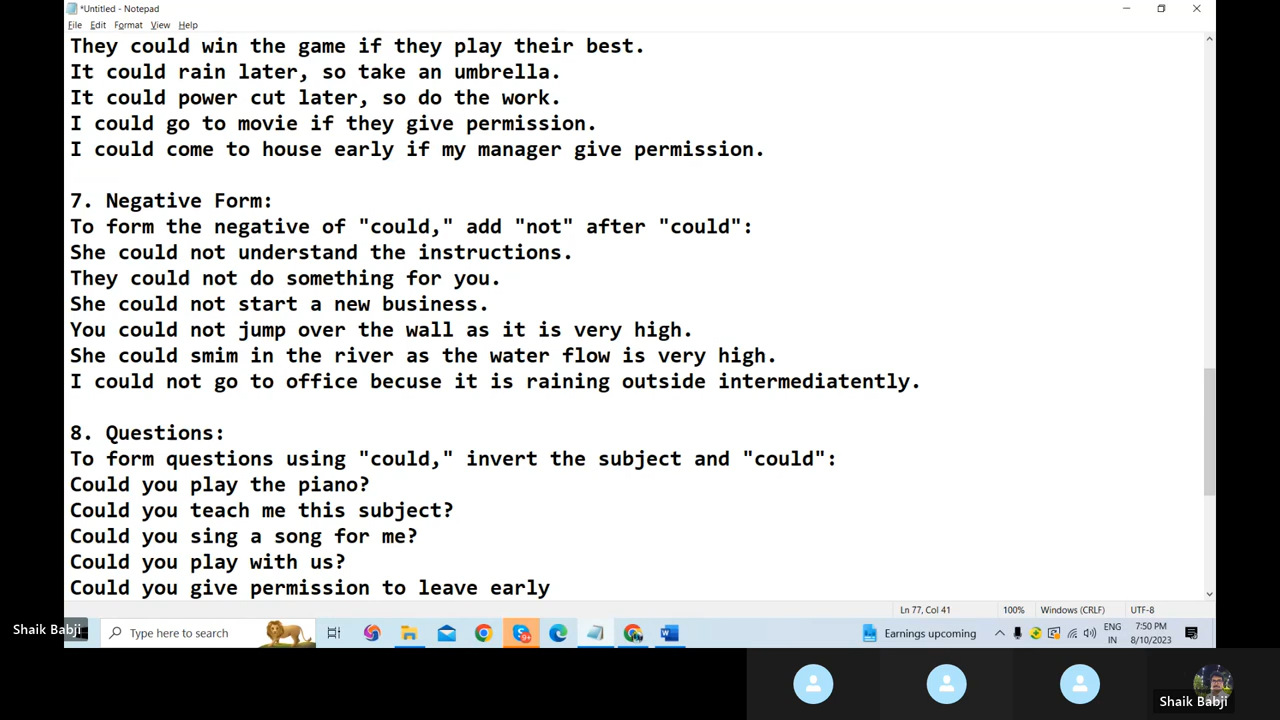 *Untitled - Notepad
File Edit Format View Help
They could win the game if they play their best.
It could rain later, so take an umbrella.
It could power cut later, so do the work.
I could go to movie if they give permission.
I could come to house early if my manager give permission.
7. Negative Form:
To form the negative of "could," add "not" after "could":
She could not understand the instructions.
They could not do something for you.
She could not start a new business.
You could not jump over the wall as it is very high.
She could smim in the river as the water flow is very high.
I could not go to office becuse it is raining outside intermediatently.
8. Questions:
To form questions using "could," invert the subject and "could":
Could you play the piano?
Could you teach me this subject?
Could you sing a song for me?
Could you play with us?
Could you give permission to leave early
Ln 77, Col 41 100% Windows (CRLF) UTF-8
Shaik Babji
Type here to search
Earnings upcoming
ENG
IN
7:50 PM
8/10/2023
Shaik Babji